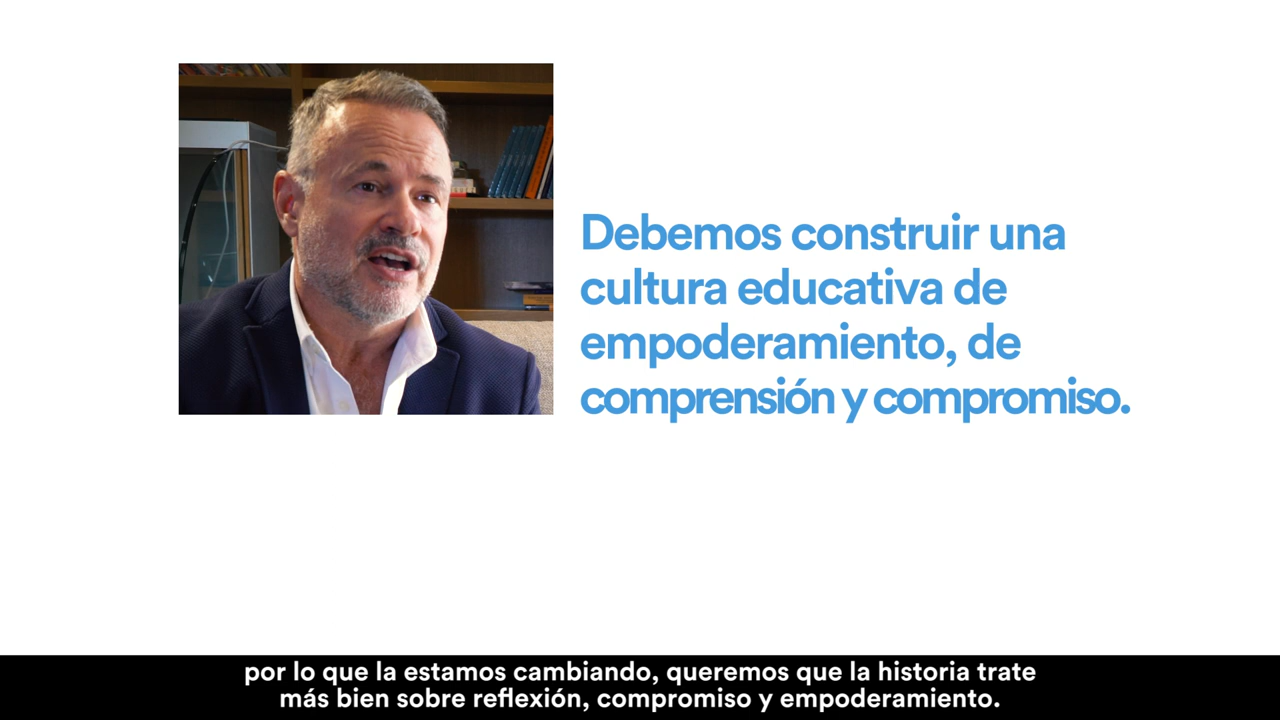 Debemos construir una
cultura educativa de
empoderamiento, de
comprensión y compromiso.
por lo que la estamos cambiando, queremos que la historia trate
más bien sobre reflexión, compromiso y empoderamiento.